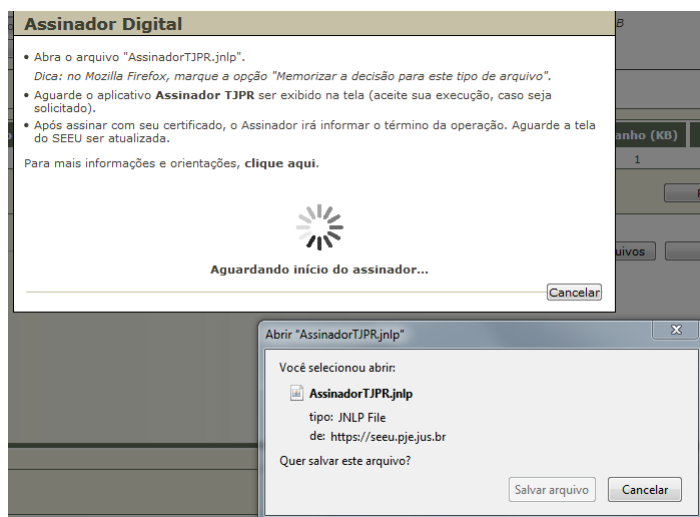 Assinador Digital
B
• Abra o arquivo "AssinadorTJPR.jnlp".
Dica: no Mozilla Firefox, marque a opção "Memorizar a decisão para este tipo de arquivo".
• Aguarde o aplicativo Assinador TJPR ser exibido na tela (aceite sua execução, caso seja
solicitado).
• Após assinar com seu certificado, o Assinador irá informar o término da operação. Aguarde a tela
do SEEU ser atualizada.
anho (KB)
1
Para mais informações e orientações, clique aqui.
uivos
Aguardando início do assinador...
Cancelar
Abrir "AssinadorTJPR.jnlp"
Você selecionou abrir:
AssinadorTJPR.jnlp
tipo: JNLP File
de: https://seeu.pje.jus.br
Quer salvar este arquivo?
Salvar arquivo Cancelar